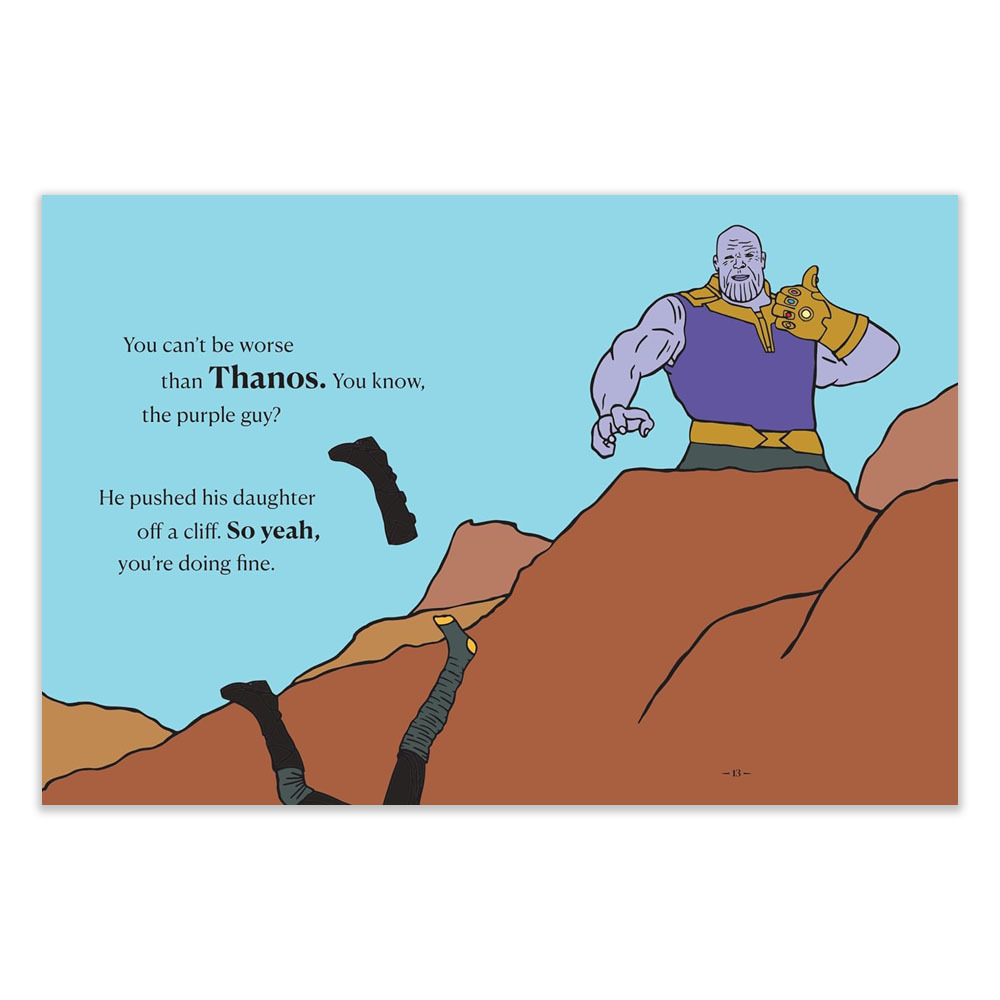 You can't be worse
than Thanos. You know,
the purple guy?
He pushed his daughter
off a cliff. So yeah,
you're doing fine.
– 13 –